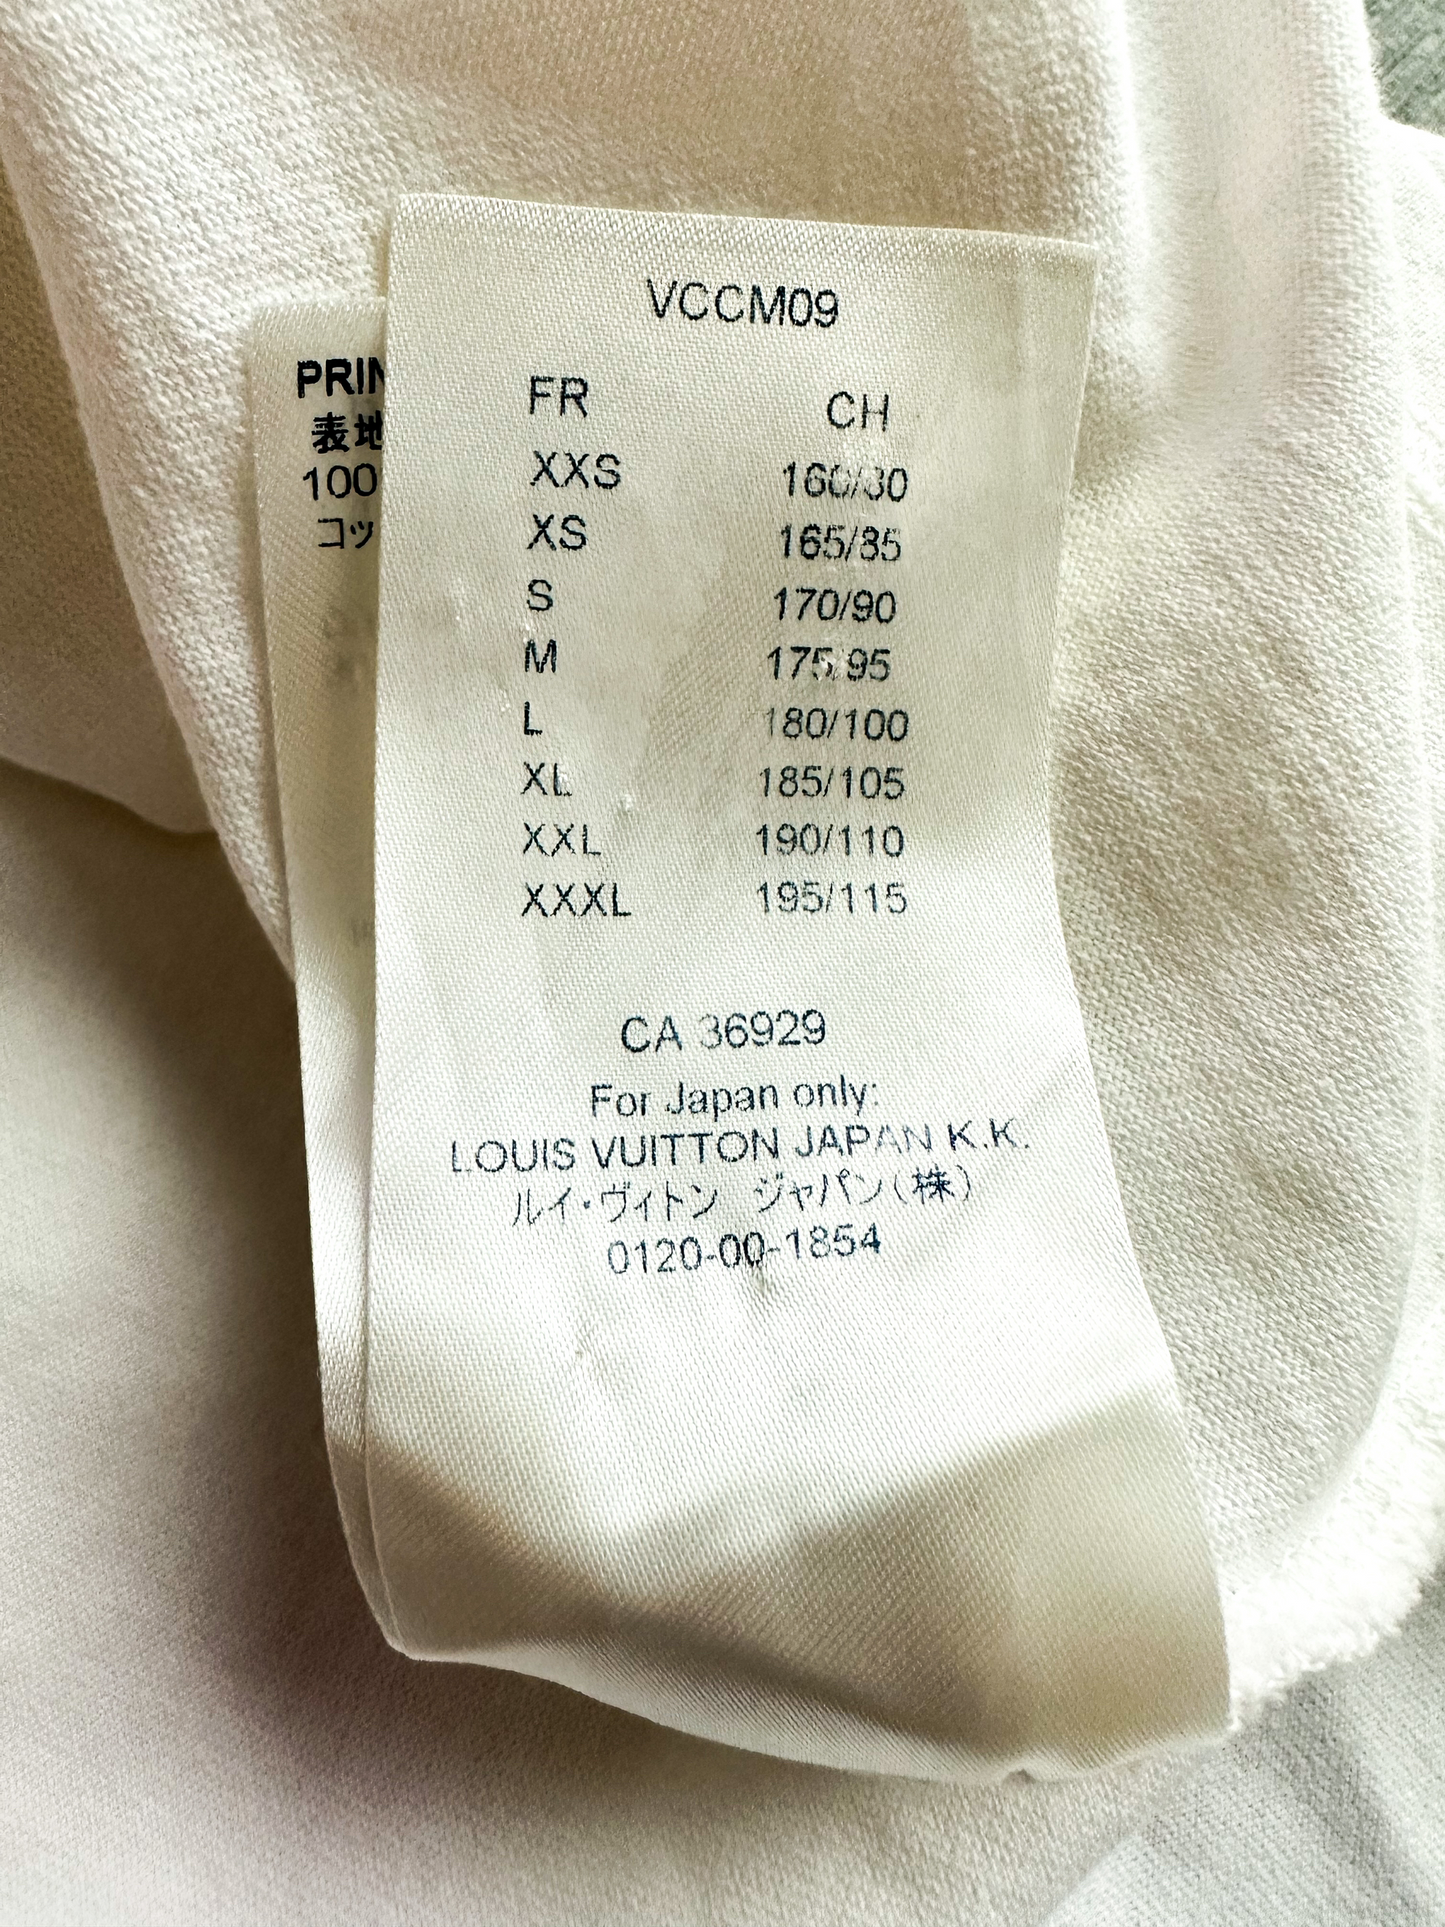 VCCM09
FR CH
XXS 160/80
XS 165/85
S 170/90
M 175/95
L 180/100
XL 185/105
XXL 190/110
XXXL 195/115
CA 36929
For Japan only:
LOUIS VUITTON JAPAN K.K.
ルイ・ヴィトン ジャパン(株)
0120-00-1854
PRIN
表地
100
コッ